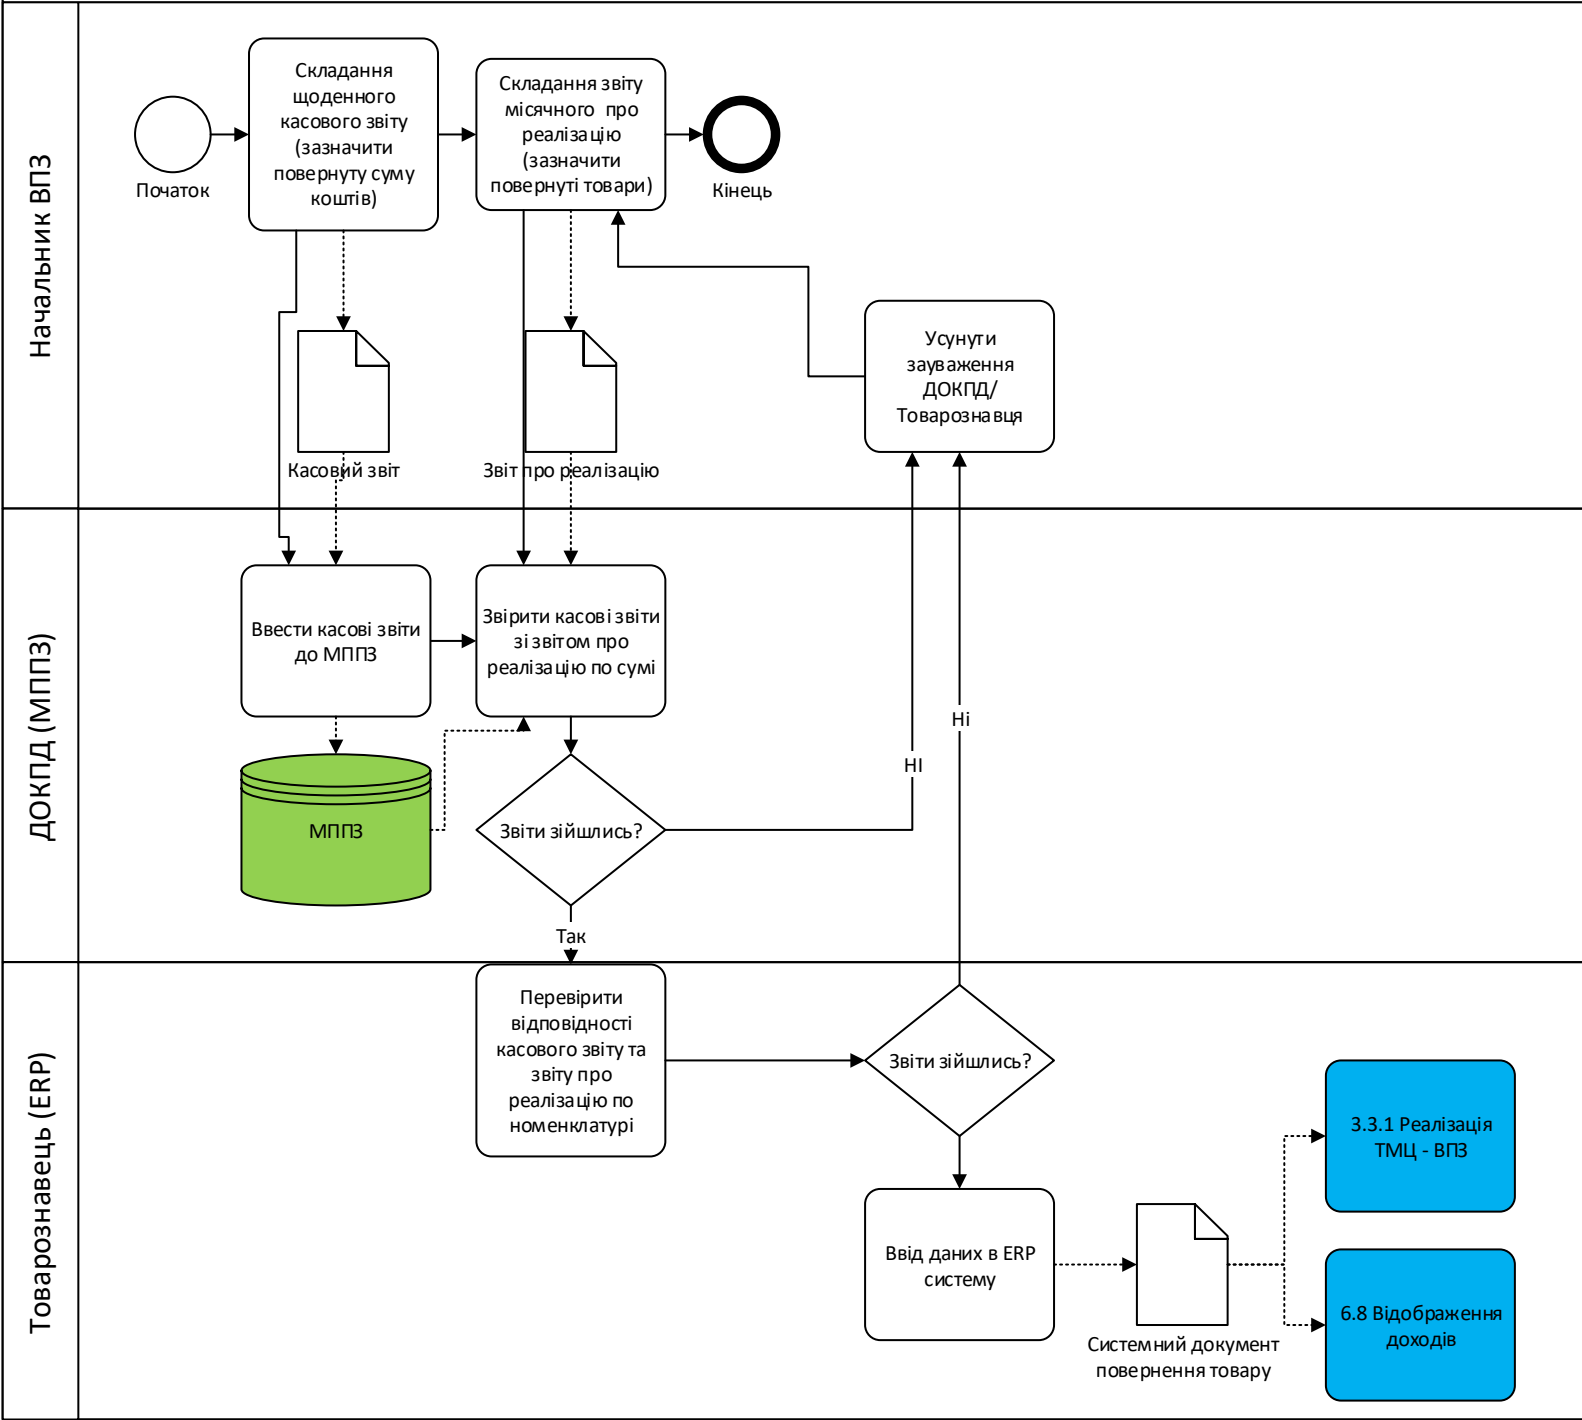 Начальник ВПЗ
Початок
Складання
щоденного
касового звіту
(зазначити
повернуту суму
коштів)
Складання звіту
місячного про
реалізацію
(зазначити
повернуті товари)
Кінець
Касовий звіт
Звіт про реалізацію
Усунути
зауваження
ДОКПД/
Товарознавця
ДОКПД (МППЗ)
Ввести касові звіти
до МППЗ
Звірити касові звіти
зі звітом про
реалізацію по сумі
МППЗ
Звіти зійшлись?
НІ
Ні
Так
Товарознавець (ERP)
Перевірити
відповідності
касового звіту та
звіту про
реалізацію по
номенклатурі
Звіти зійшлись?
Ввід даних в ERP
систему
Системний документ
повернення товару
3.3.1 Реалізація
ТМЦ - ВПЗ
6.8 Відображення
доходів